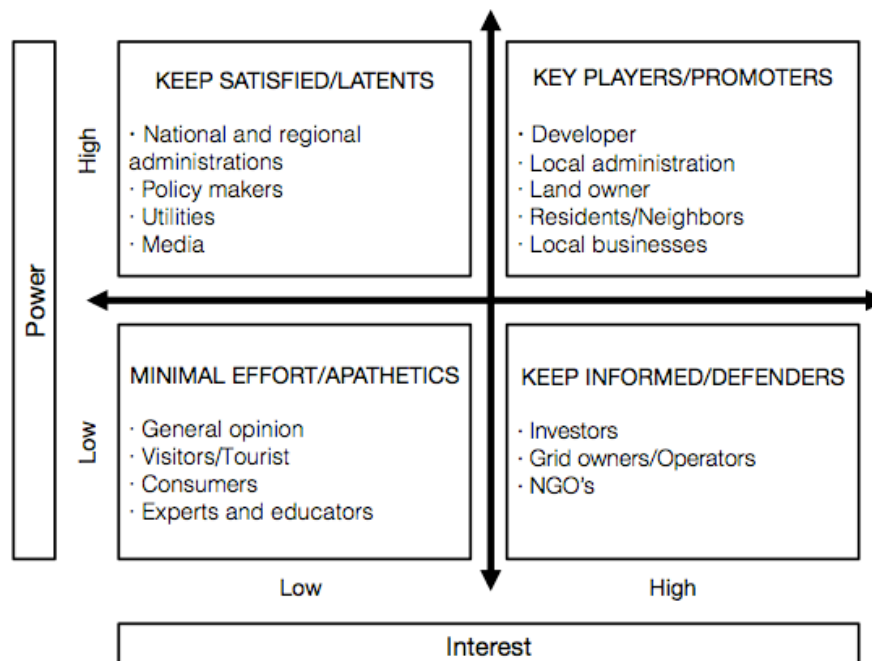 KEEP SATISFIED/LATENTS
· National and regional
administrations
· Policy makers
· Utilities
· Media
KEY PLAYERS/PROMOTERS
· Developer
· Local administration
· Land owner
· Residents/Neighbors
· Local businesses
High
Power
MINIMAL EFFORT/APATHETICS
· General opinion
· Visitors/Tourist
· Consumers
· Experts and educators
KEEP INFORMED/DEFENDERS
· Investors
· Grid owners/Operators
· NGO's
Low
Low
High
Interest